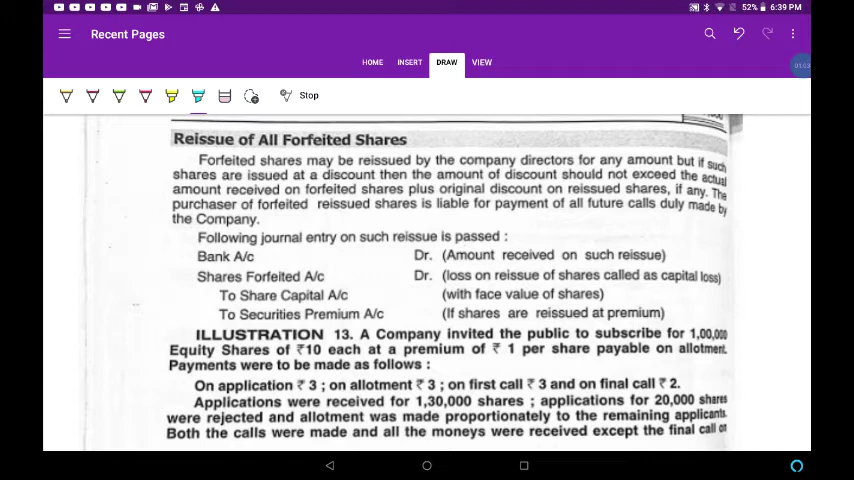 52% 6:39 PM
Recent Pages
HOME INSERT DRAW VIEW
Stop
Reissue of All Forfeited Shares
Forfeited shares may be reissued by the company directors for any amount but if such
shares are issued at a discount then the amount of discount should not exceed the actual
amount received on forfeited shares plus original discount on reissued shares, if any. The
purchaser of forfeited reissued shares is liable for payment of all future calls duly made by
the Company.
Following journal entry on such reissue is passed :
Bank A/c Dr. (Amount received on such reissue)
Shares Forfeited A/c Dr. (loss on reissue of shares called as capital loss)
To Share Capital A/c (with face value of shares)
To Securities Premium A/c (If shares are reissued at premium)
ILLUSTRATION 13. A Company invited the public to subscribe for 1,00,000
Equity Shares of ₹10 each at a premium of ₹ 1 per share payable on allotment.
Payments were to be made as follows :
On application ₹ 3 ; on allotment ₹ 3 ; on first call ₹ 3 and on final call ₹ 2.
Applications were received for 1,30,000 shares ; applications for 20,000 shares
were rejected and allotment was made proportionately to the remaining applicants.
Both the calls were made and all the moneys were received except the final call on